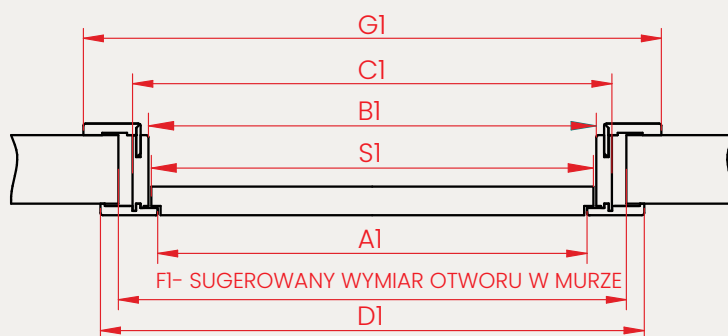 G1
C1
B1
S1
A1
F1- SUGEROWANY WYMIAR OTWORU W MURZE
D1